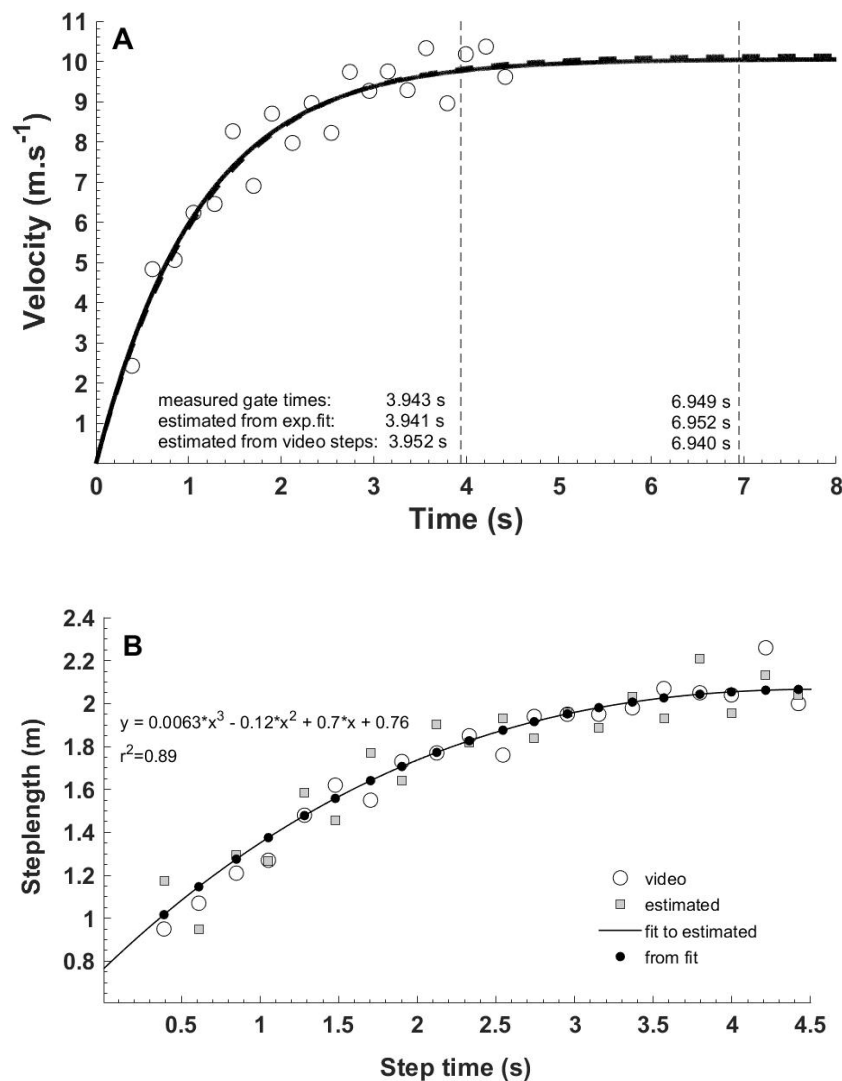 A
11
10
9
8
7
6
5
4
3
2
1
Velocity (m.s-1)
measured gate times: 3.943 s 6.949 s
estimated from exp.fit: 3.941 s 6.952 s
estimated from video steps: 3.952 s 6.940 s
0 1 2 3 4 5 6 7 8
Time (s)
B
2.4
2.2
2
1.8
1.6
1.4
1.2
1
0.8
Steplength (m)
y = 0.0063*x3 - 0.12*x2 + 0.7*x + 0.76
r2=0.89
video
estimated
fit to estimated
from fit
0.5 1 1.5 2 2.5 3 3.5 4 4.5
Step time (s)